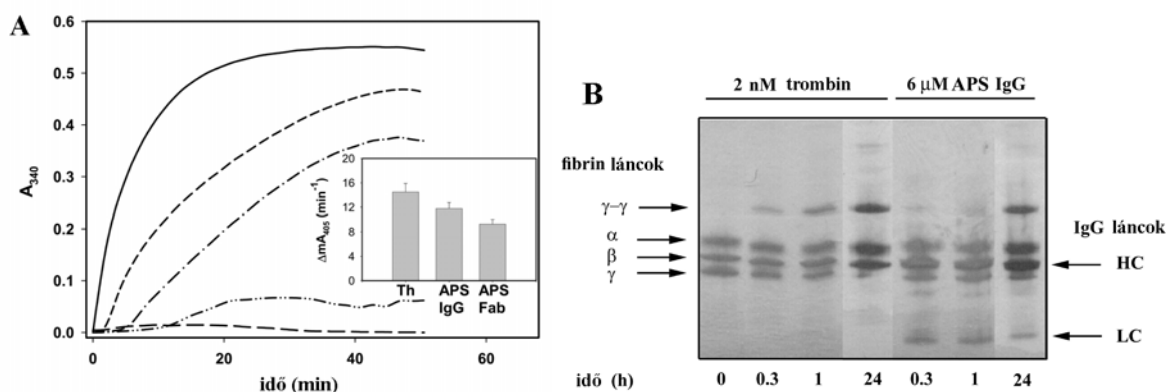 A
0.6
0.5
0.4
0.3
0.2
0.1
0.0
A340
0
20
40
60
idő (min)
20
16
12
8
4
0
ΔmA405 (min-1)
Th
APS
IgG
APS
Fab
B
2 nM trombin
6 μM APS IgG
fibrin láncok
γ–γ
α
β
γ
IgG láncok
HC
LC
idő (h)
0
0.3
1
24
0.3
1
24